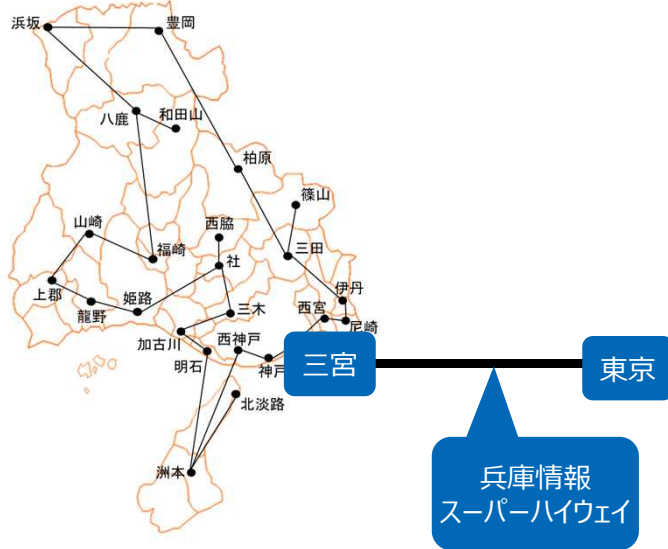 浜坂
豊岡
八鹿
和田山
柏原
篠山
山崎
西脇
福崎
社
三田
上郡
龍野
姫路
三木
伊丹
西宮
尼崎
加古川
西神戸
明石
神戸
三宮
東京
北淡路
洲本
兵庫情報
スーパーハイウェイ